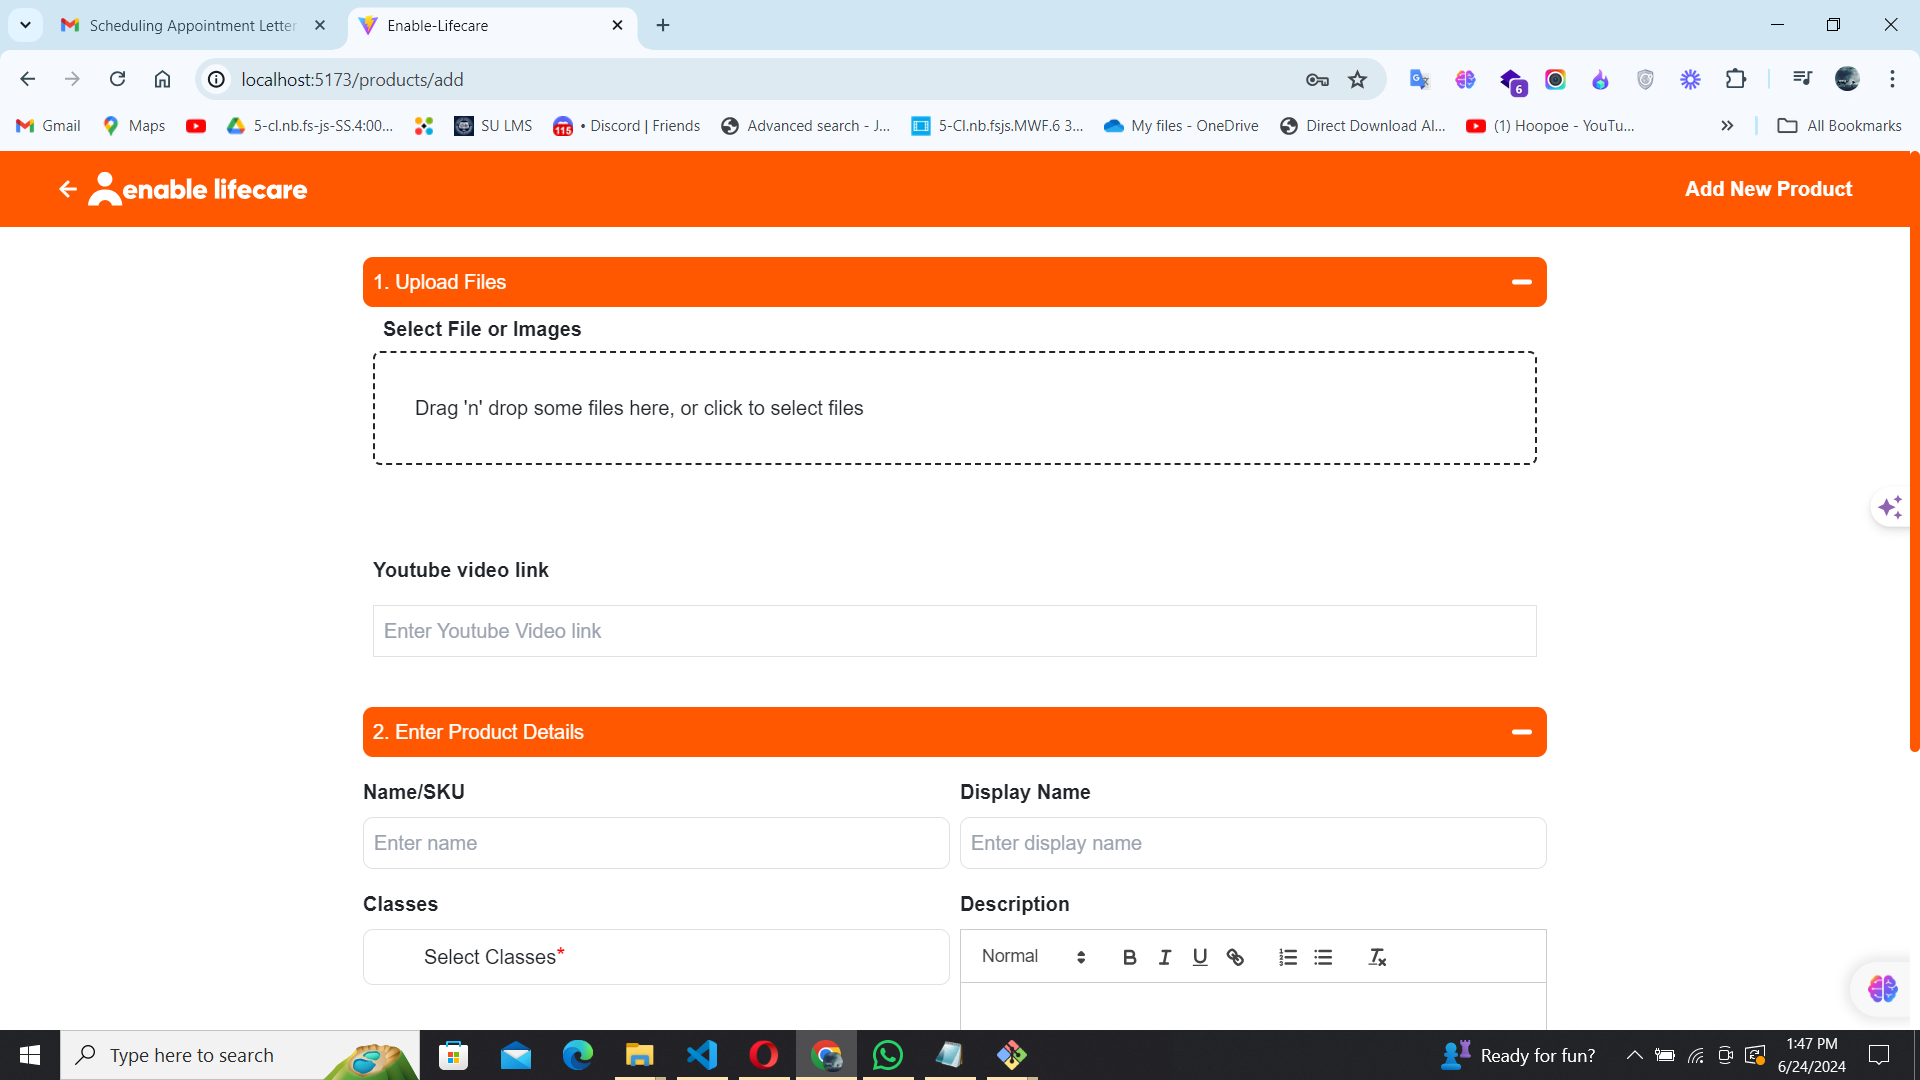 Scheduling Appointment Letter
Enable-Lifecare
localhost:5173/products/add
6
Gmail
Maps
5-cl.nb.fs-js-SS.4:00...
SU LMS
115
• Discord | Friends
Advanced search - J...
5-Cl.nb.fsjs.MWF.6 3...
My files - OneDrive
Direct Download Al...
(1) Hoopoe - YouTu...
All Bookmarks
enable lifecare
Add New Product
1. Upload Files
Select File or Images
Drag 'n' drop some files here, or click to select files
Youtube video link
Enter Youtube Video link
2. Enter Product Details
Name/SKU
Display Name
Enter name
Enter display name
Classes
Description
Select Classes*
Normal
Type here to search
Ready for fun?
1:47 PM
6/24/2024